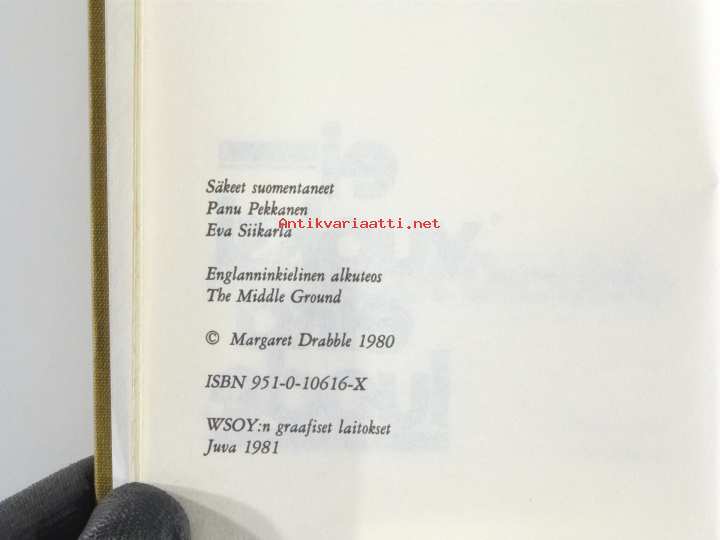 Säkeet suomentaneet
Panu Pekkanen
Antikvariaatti.net
Eva Siikarla
Englanninkielinen alkuteos
The Middle Ground
© Margaret Drabble 1980
ISBN 951-0-10616-X
WSOY:n graafiset laitokset
Juva 1981